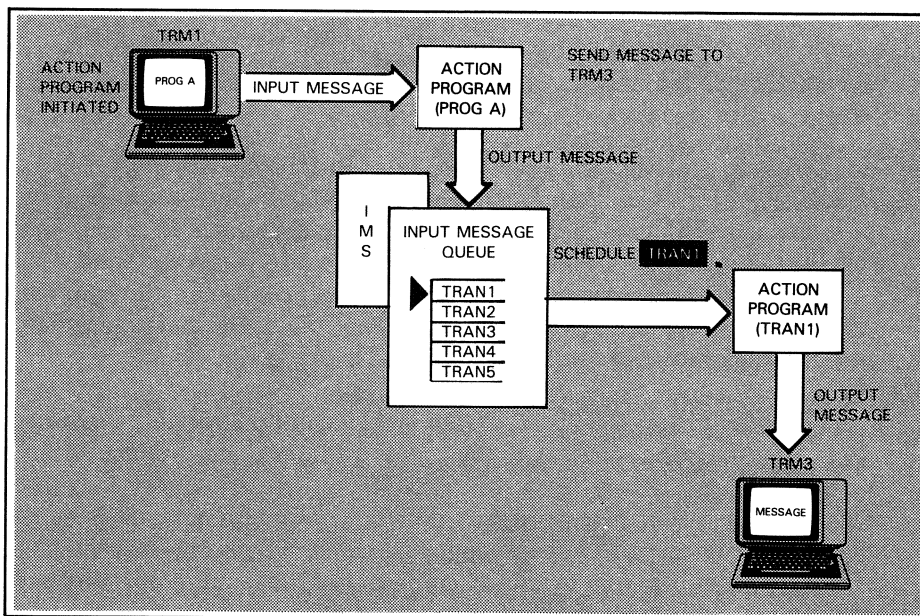 TRM1
ACTION
PROGRAM
INITIATED
PROG A
INPUT MESSAGE
ACTION
PROGRAM
(PROG A)
SEND MESSAGE TO
TRM3
OUTPUT MESSAGE
I
M
S
INPUT MESSAGE
QUEUE
TRAN1
TRAN2
TRAN3
TRAN4
TRAN5
SCHEDULE TRAN1
ACTION
PROGRAM
(TRAN1)
OUTPUT
MESSAGE
TRM3
MESSAGE